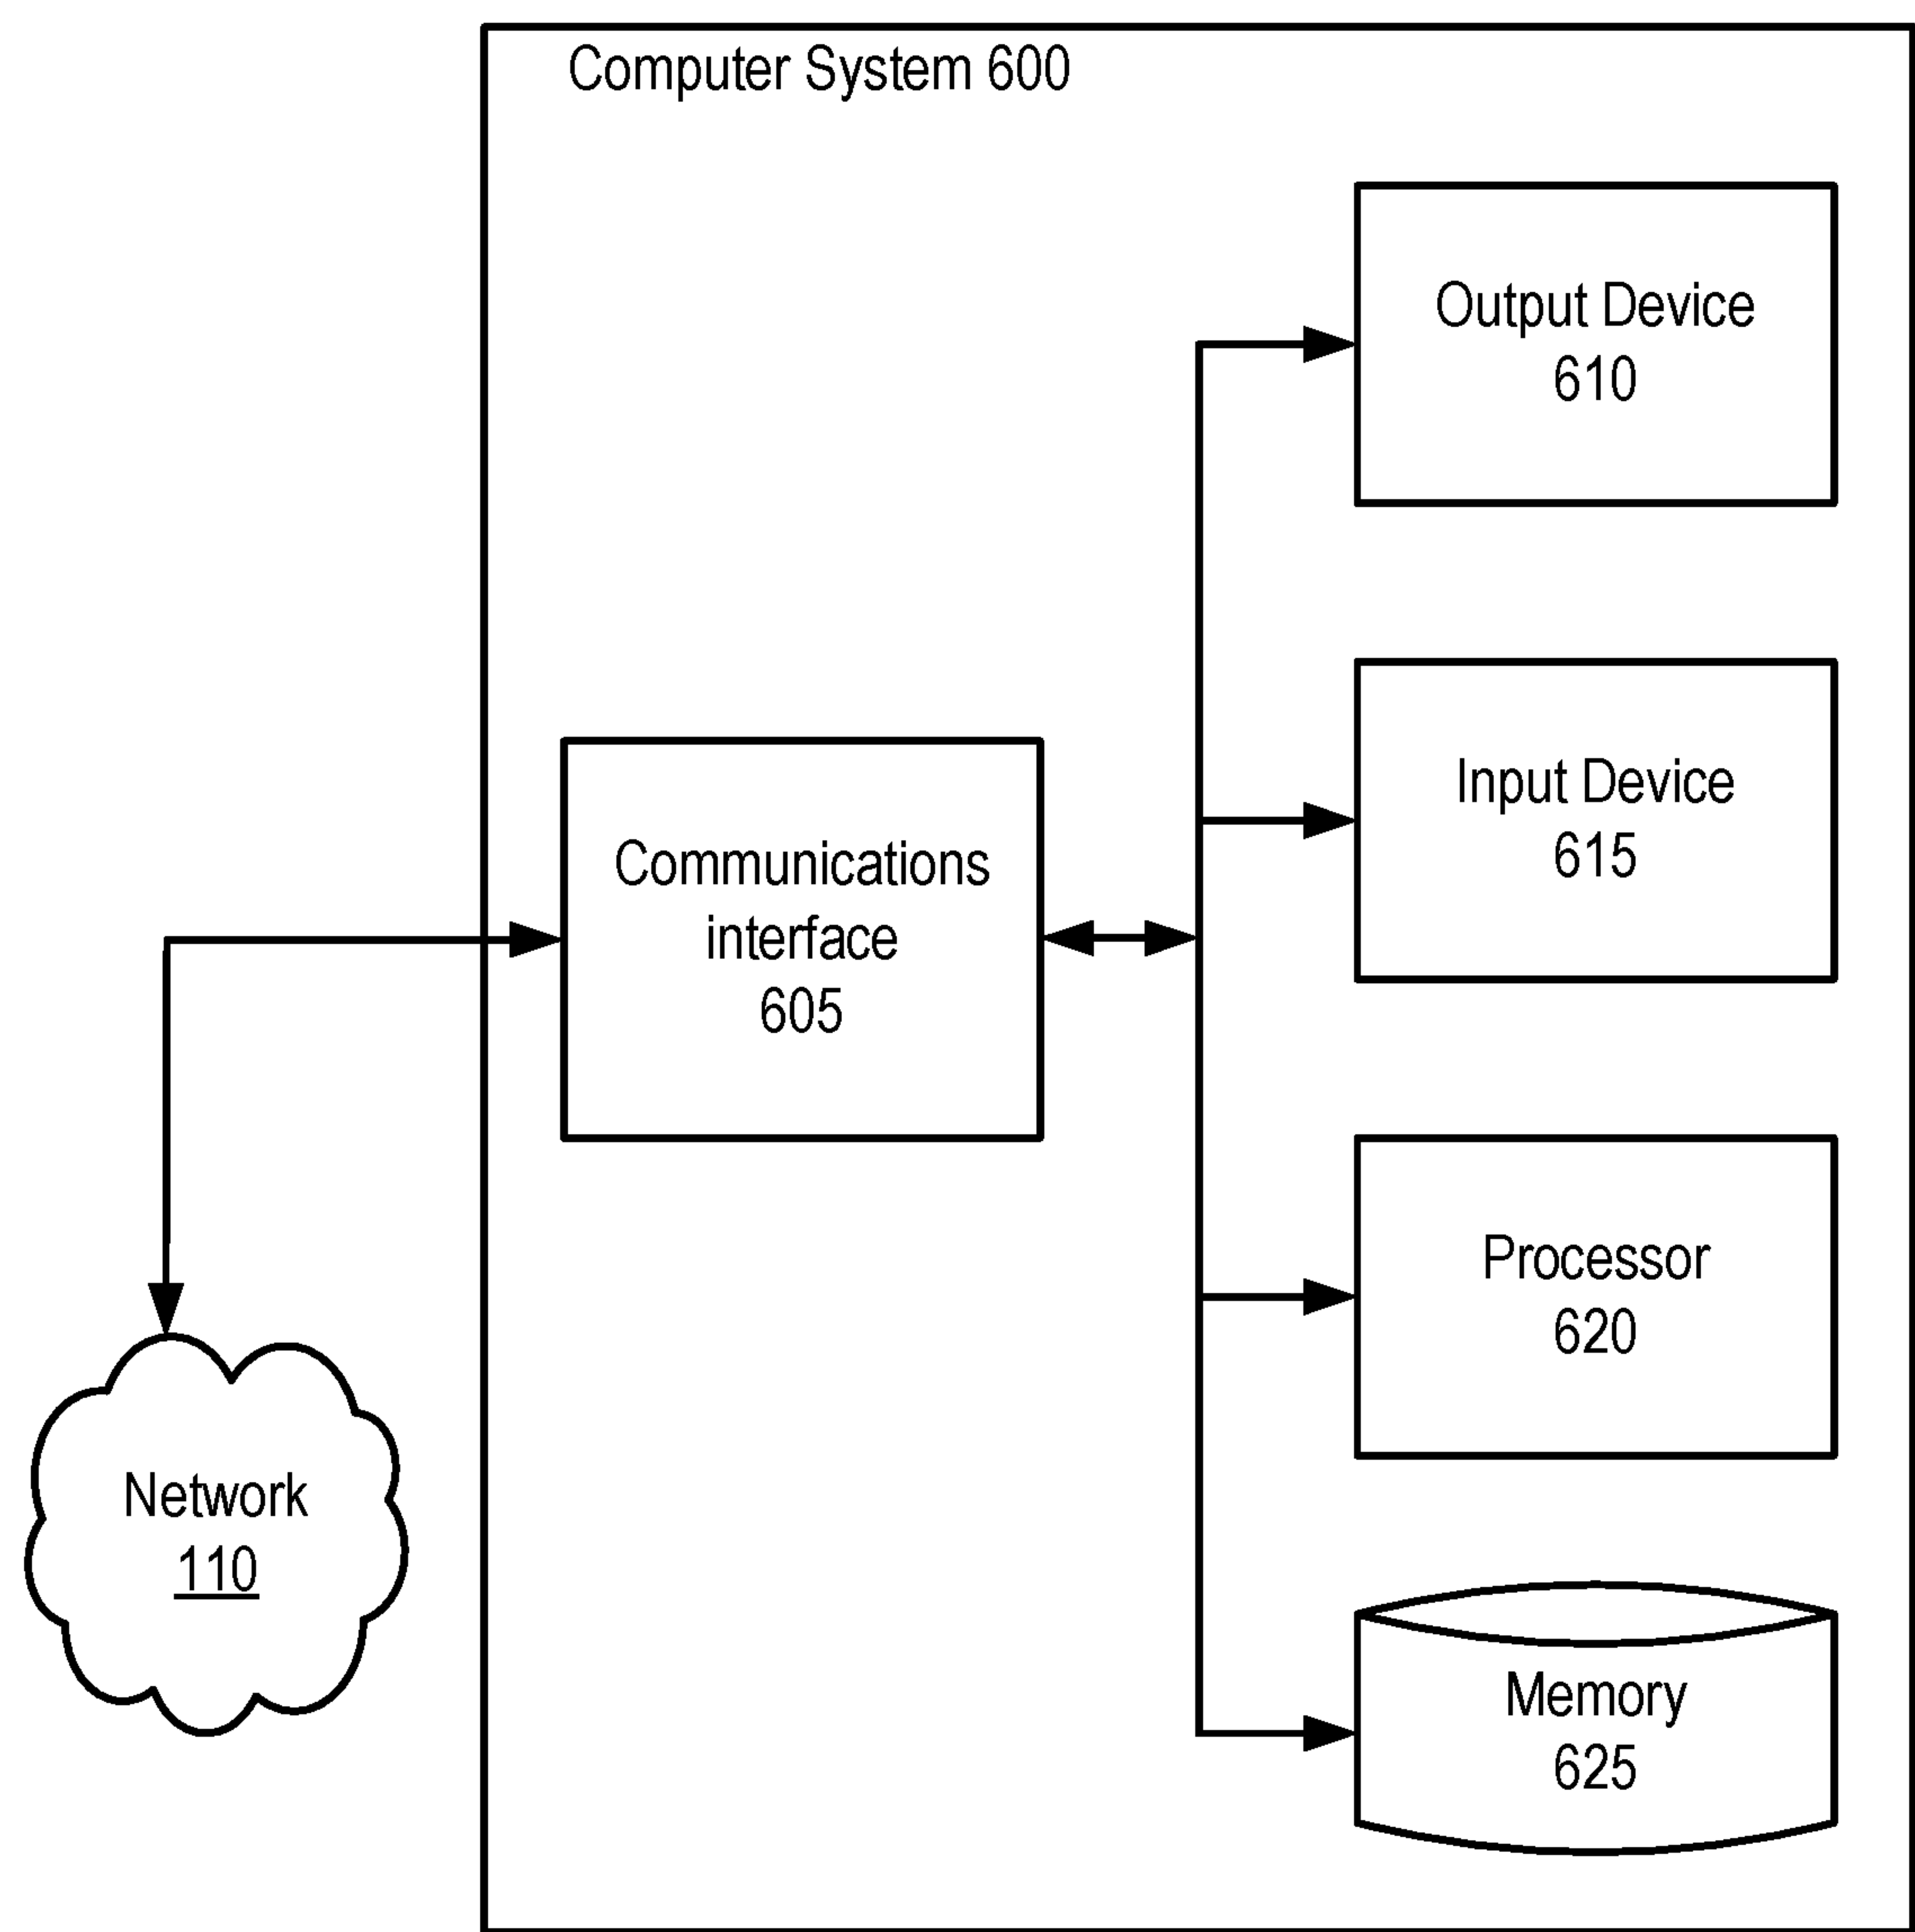 Computer System 600
Output Device
610
Input Device
615
Communications
interface
605
Processor
620
Network
110
Memory
625